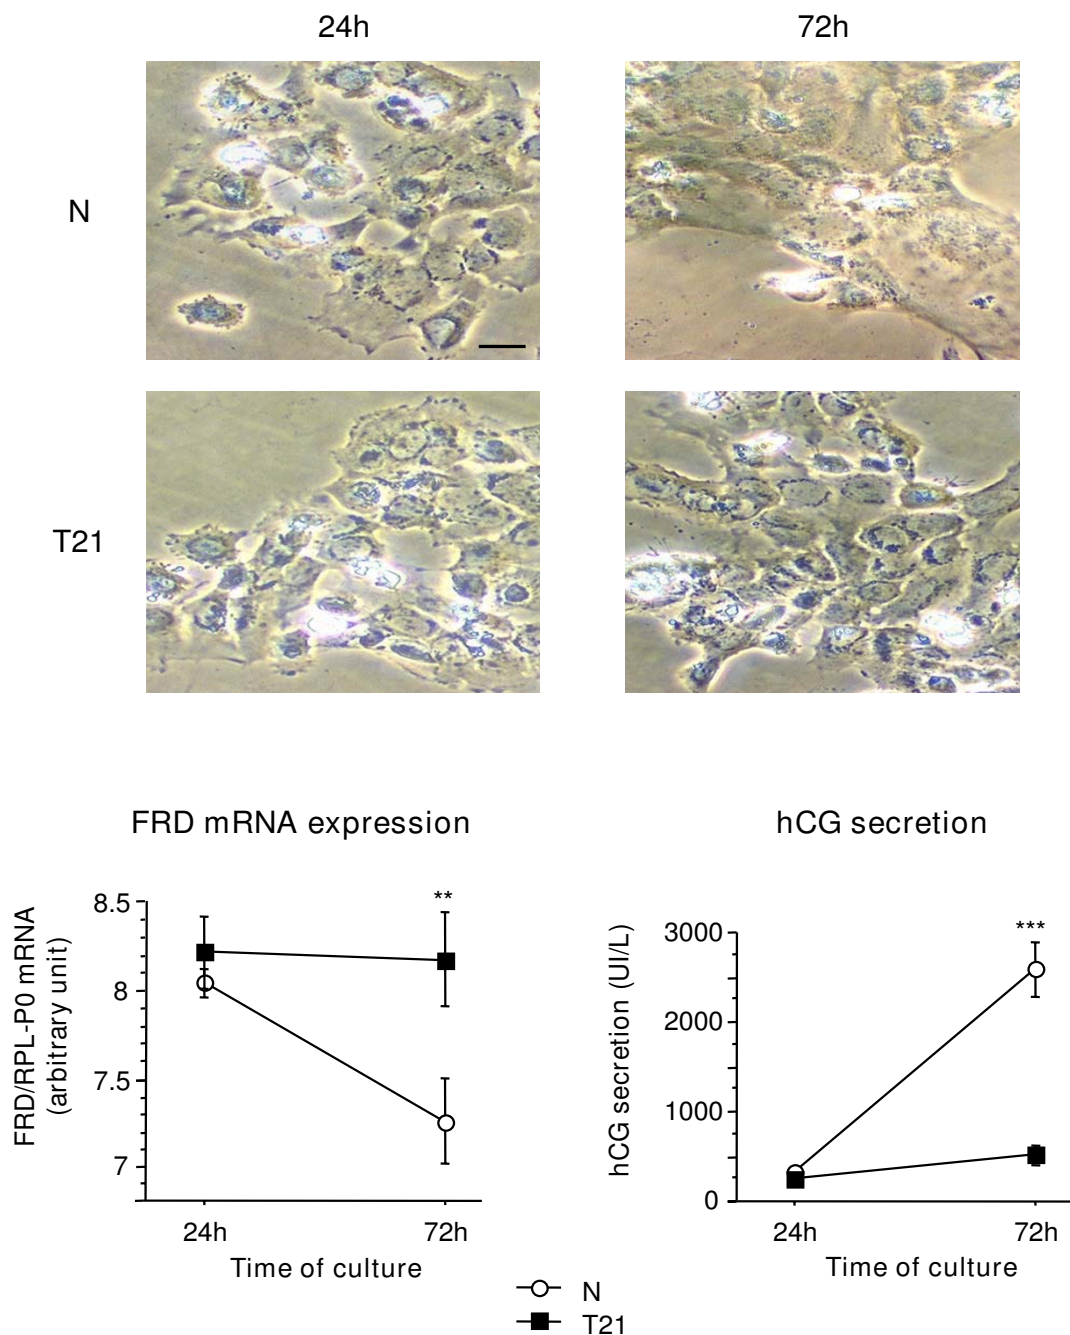 24h 72h
N
T21
FRD mRNA expression hCG secretion
FRD/RPL-P0 mRNA
(arbitrary unit)
8.5
8
7.5
7
**
24h 72h
Time of culture
hCG secretion (UI/L)
3000
2000
1000
0
***
24h 72h
Time of culture
N
T21